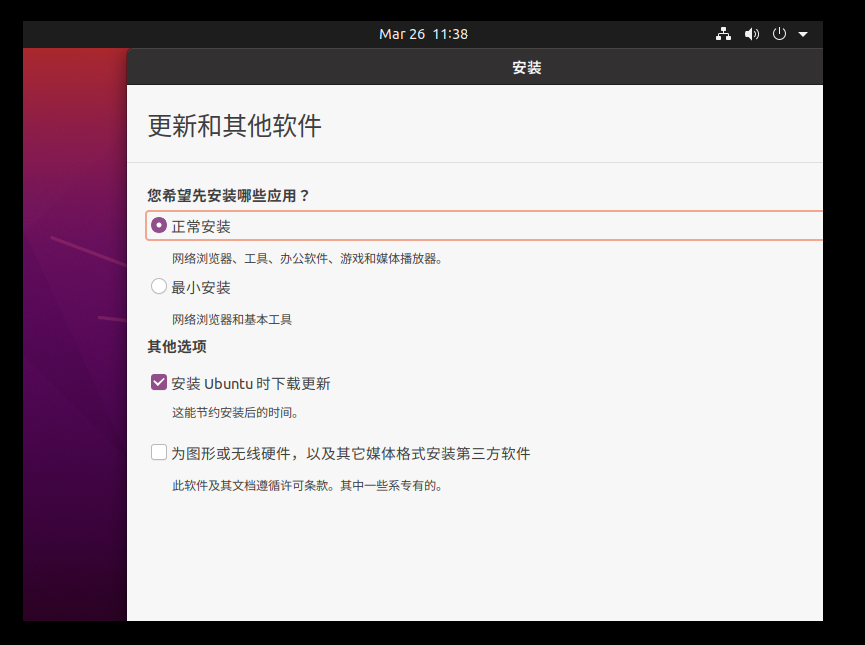 Mar 26 11:38
安装
更新和其他软件
您希望先安装哪些应用？
正常安装
网络浏览器、工具、办公软件、游戏和媒体播放器。
最小安装
网络浏览器和基本工具
其他选项
安装 Ubuntu 时下载更新
这能节约安装后的时间。
为图形或无线硬件，以及其它媒体格式安装第三方软件
此软件及其文档遵循许可条款。其中一些系专有的。